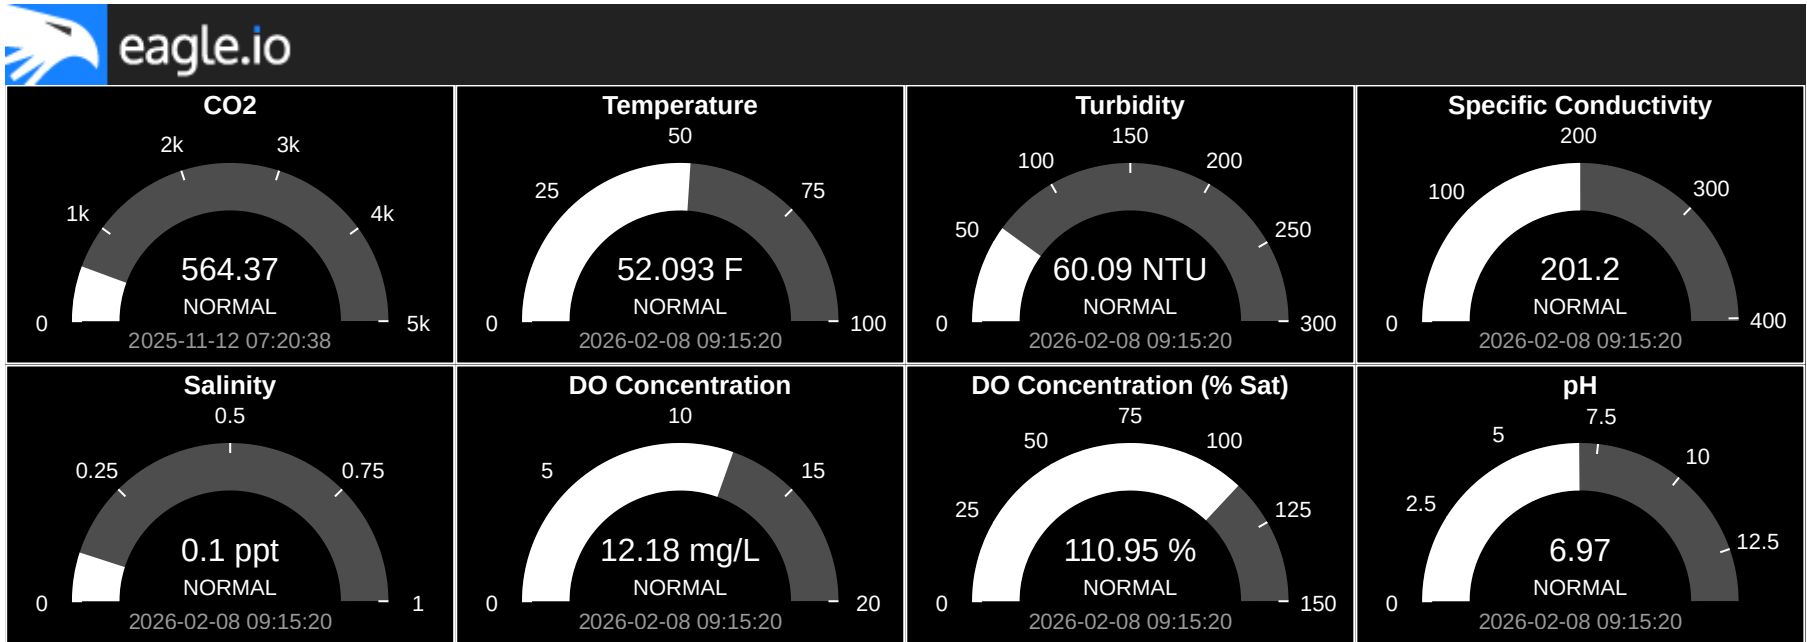 eagle.io
CO2
2k
3k
1k
4k
0
5k
564.37
NORMAL
2025-11-12 07:20:38
Temperature
50
25
75
0
100
52.093 F
NORMAL
2026-02-08 09:15:20
Turbidity
150
100
200
50
250
0
300
60.09 NTU
NORMAL
2026-02-08 09:15:20
Specific Conductivity
200
100
300
0
400
201.2
NORMAL
2026-02-08 09:15:20
Salinity
0.5
0.25
0.75
0
1
0.1 ppt
NORMAL
2026-02-08 09:15:20
DO Concentration
10
5
15
0
20
12.18 mg/L
NORMAL
2026-02-08 09:15:20
DO Concentration (% Sat)
75
50
100
25
125
0
150
110.95 %
NORMAL
2026-02-08 09:15:20
pH
7.5
5
10
2.5
12.5
0
6.97
NORMAL
2026-02-08 09:15:20